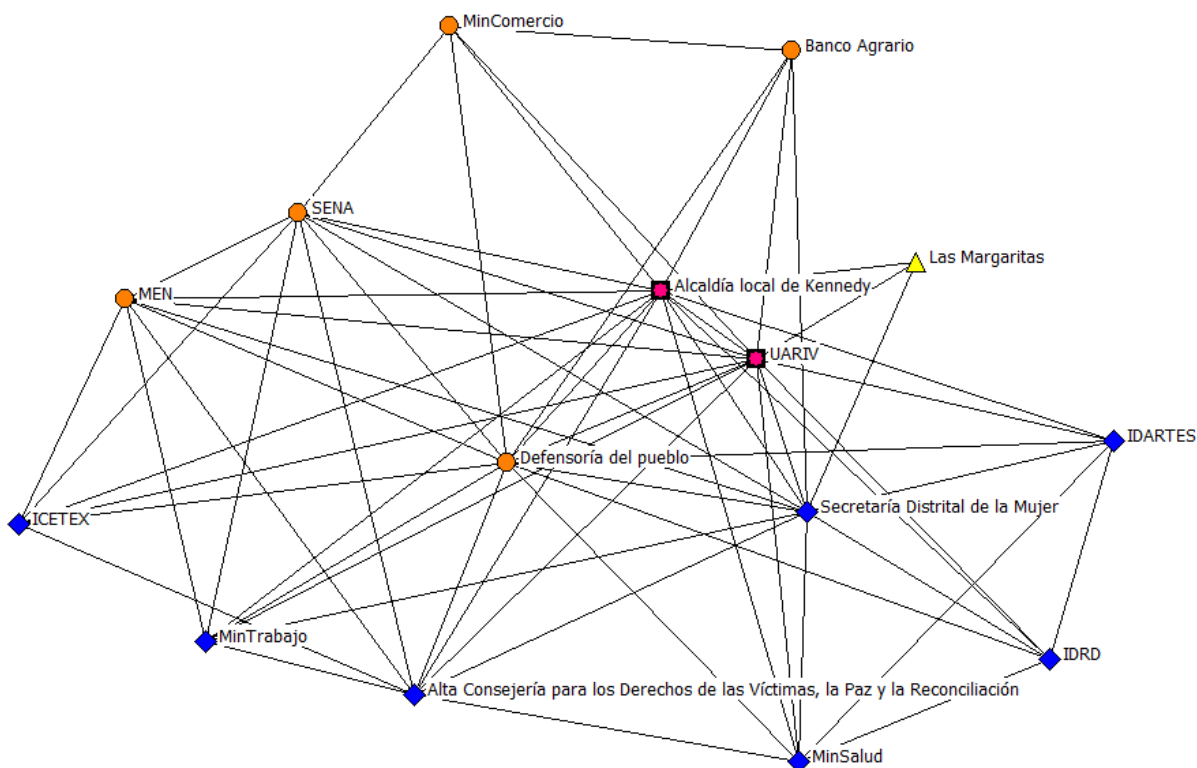 MinComercio
Banco Agrario
SENA
Las Margaritas
Alcaldía local de Kennedy
MEN
UARIV
IDARTES
Defensoría del pueblo
Secretaría Distrital de la Mujer
ICETEX
MinTrabajo
IDRD
Alta Consejería para los Derechos de las Víctimas, la Paz y la Reconciliación
MinSalud